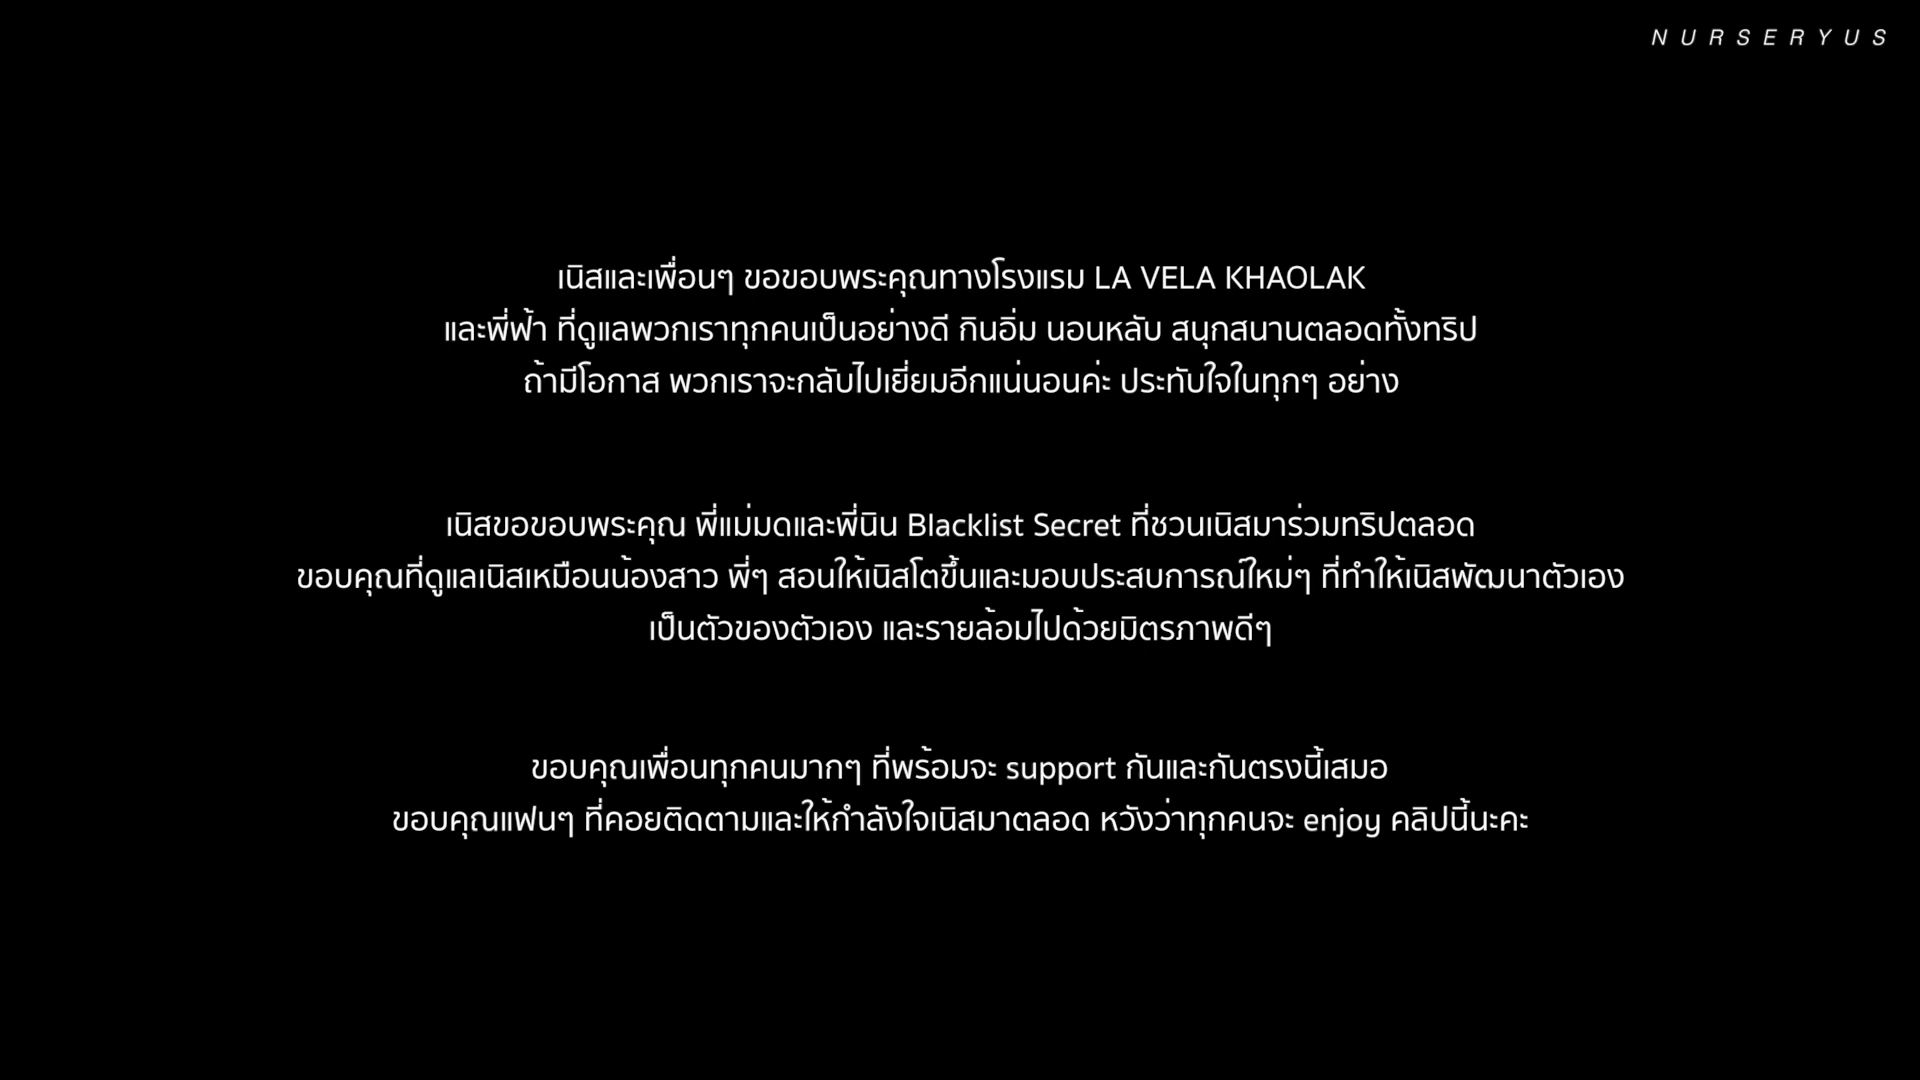 NURSERYUS
เนิสและเพื่อนๆ ขอขอบพระคุณทางโรงแรม LA VELA KHAOLAK
และพี่ฟ้า ที่ดูแลพวกเราทุกคนเป็นอย่างดี กินอิ่ม นอนหลับ สนุกสนานตลอดทั้งทริป
ถ้ามีโอกาส พวกเราจะกลับไปเยี่ยมอีกแน่นอนค่ะ ประทับใจในทุกๆ อย่าง
เนิสขอขอบพระคุณ พี่แม่มดและพี่นิน Blacklist Secret ที่ชวนเนิสมาร่วมทริปตลอด
ขอบคุณที่ดูแลเนิสเหมือนน้องสาว พี่ๆ สอนให้เนิสโตขึ้นและมอบประสบการณ์ใหม่ๆ ที่ทำให้เนิสพัฒนาตัวเอง
เป็นตัวของตัวเอง และรายล้อมไปด้วยมิตรภาพดีๆ
ขอบคุณเพื่อนทุกคนมากๆ ที่พร้อมจะ support กันและกันตรงนี้เสมอ
ขอบคุณแฟนๆ ที่คอยติดตามและให้กำลังใจเนิสมาตลอด หวังว่าทุกคนจะ enjoy คลิปนี้นะคะ